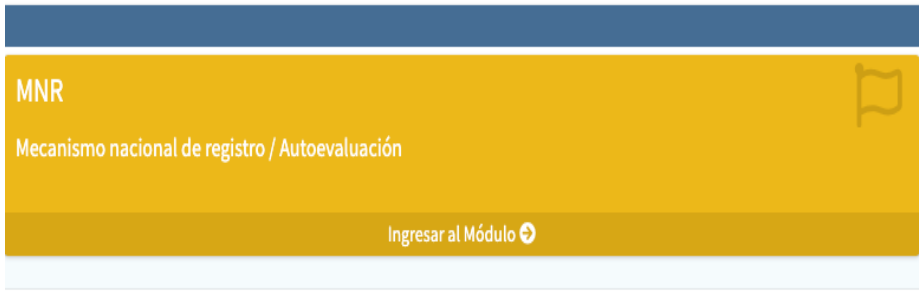 MNR
Mecanismo nacional de registro / Autoevaluación
Ingresar al Módulo